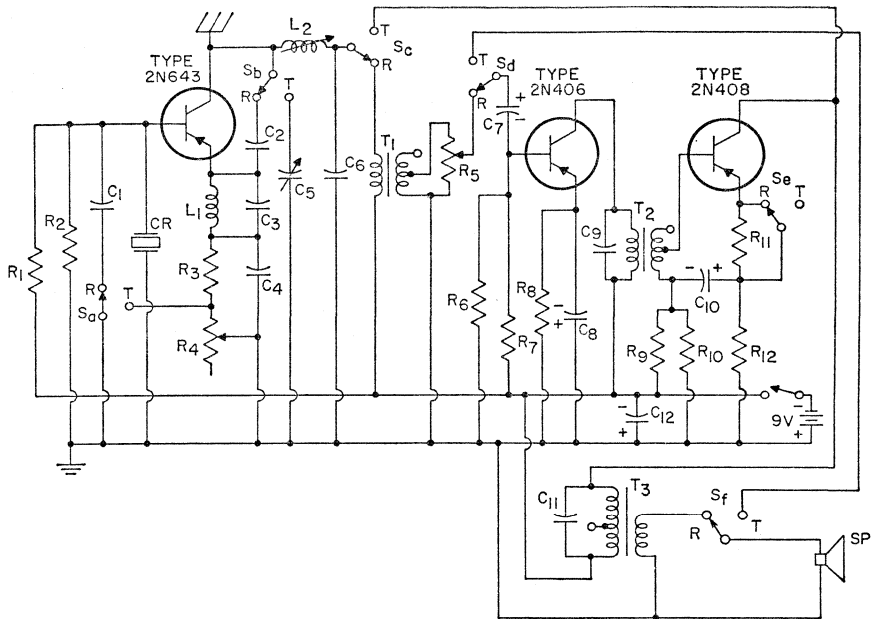 L2
T
Sc
R
TYPE
2N643
Sb
R
T
C2
T
Sd
R
C7
+
-
TYPE
2N406
TYPE
2N408
C1
R2
CR
L1
C3
C5
C6
T1
R5
R1
R3
C4
T
R
Sa
R4
R6
R7
R8
-
+
C8
C9
T2
Se
R
T
R11
-
+
C10
R9
R10
R12
-
C12
+
9V
-
+
C11
T3
Sf
R
T
SP